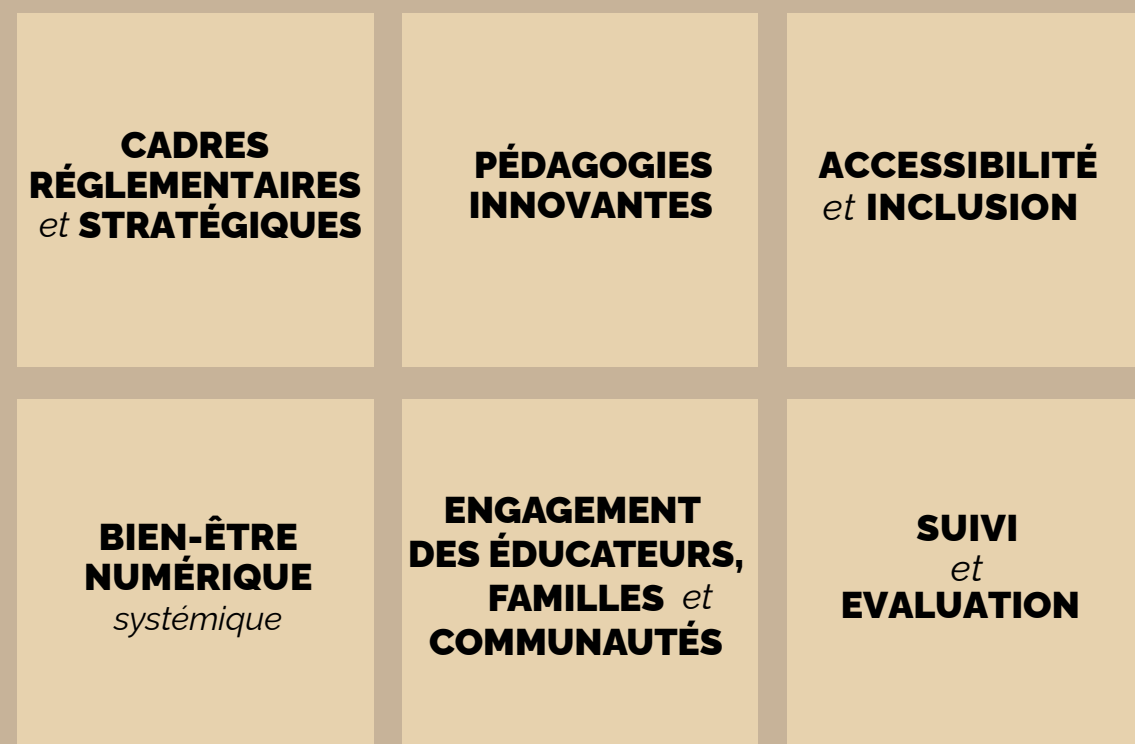 CADRES
RÉGLEMENTAIRES
et STRATÉGIQUES
PÉDAGOGIES
INNOVANTES
ACCESSIBILITÉ
et INCLUSION
BIEN-ÊTRE
NUMÉRIQUE
systémique
ENGAGEMENT
DES ÉDUCATEURS,
FAMILLES et
COMMUNAUTÉS
SUIVI
et
EVALUATION